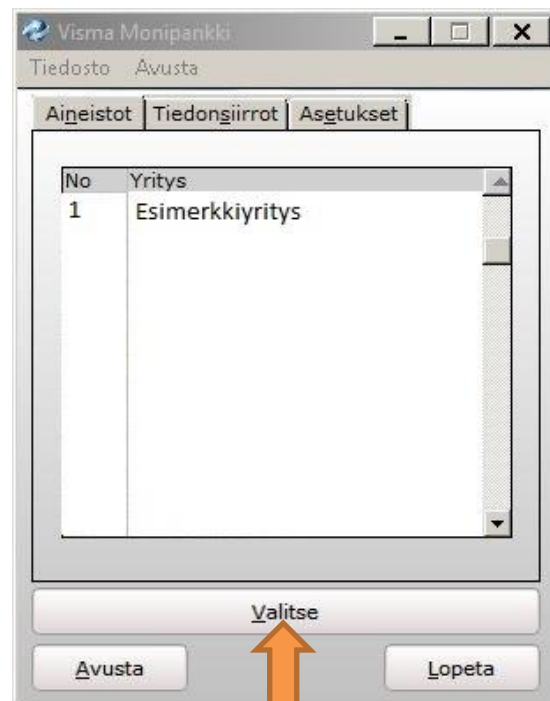 Visma Monipankki
Tiedosto Avusta
Aineistot Tiedonsiirrot Asetukset
No Yritys
1 Esimerkkiyritys
Valitse
Avusta Lopeta